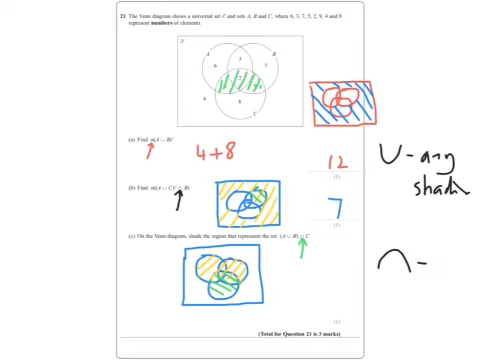 21 The Venn diagram shows a universal set ℰ and sets A, B and C, where 6, 3, 7, 5, 2, 9, 4 and 8
represent numbers of elements.
ℰ
A
B
6
3
7
2
4
8
C
(a) Find n(A ∪ B)′
4+8
12
(1)
∪ - any
shading
(b) Find n((A ∪ C)′ ∩ B)
7
(1)
(c) On the Venn diagram, shade the region that represents the set (A ∪ B) ∩ C
∩ =
(1)
(Total for Question 21 is 3 marks)